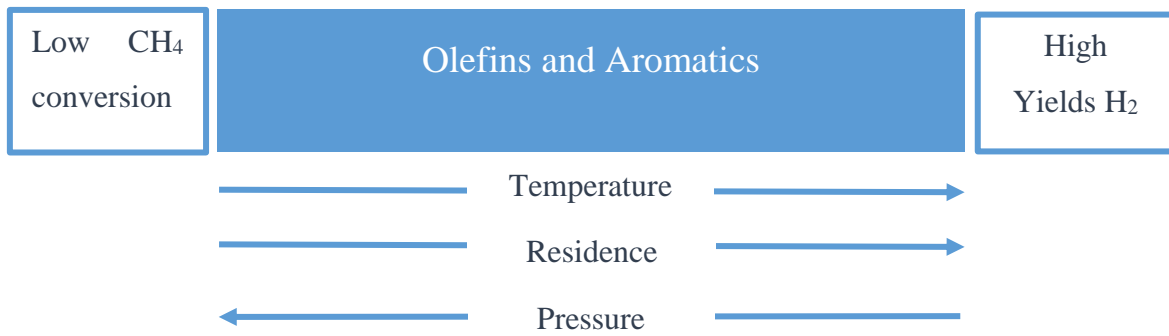 Low CH₄
conversion
Olefins and Aromatics
High
Yields H₂
Temperature
Residence
Pressure